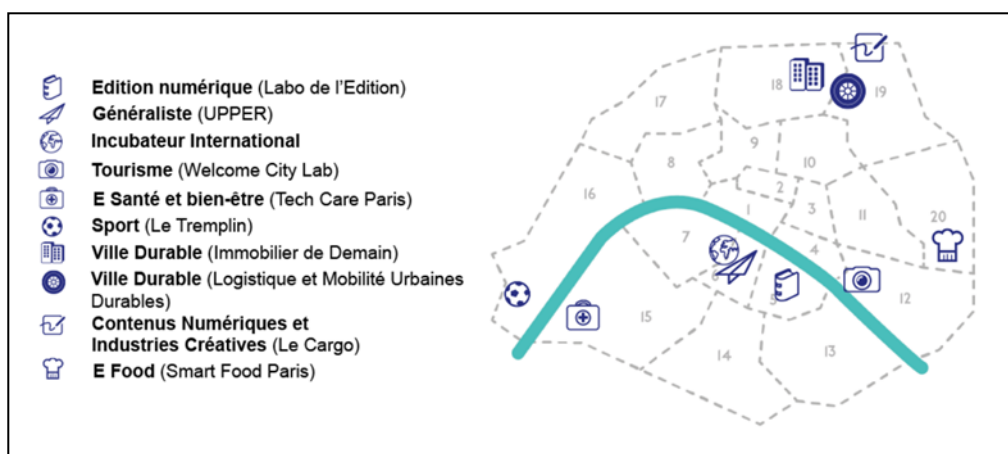 Edition numérique (Labo de l'Edition)
Généraliste (UPPER)
Incubateur International
Tourisme (Welcome City Lab)
E Santé et bien-être (Tech Care Paris)
Sport (Le Tremplin)
Ville Durable (Immobilier de Demain)
Ville Durable (Logistique et Mobilité Urbaines
Durables)
Contenus Numériques et
Industries Créatives (Le Cargo)
E Food (Smart Food Paris)
18
19
17
9
10
8
2
16
3
11
20
1
7
4
6
5
12
15
14
13